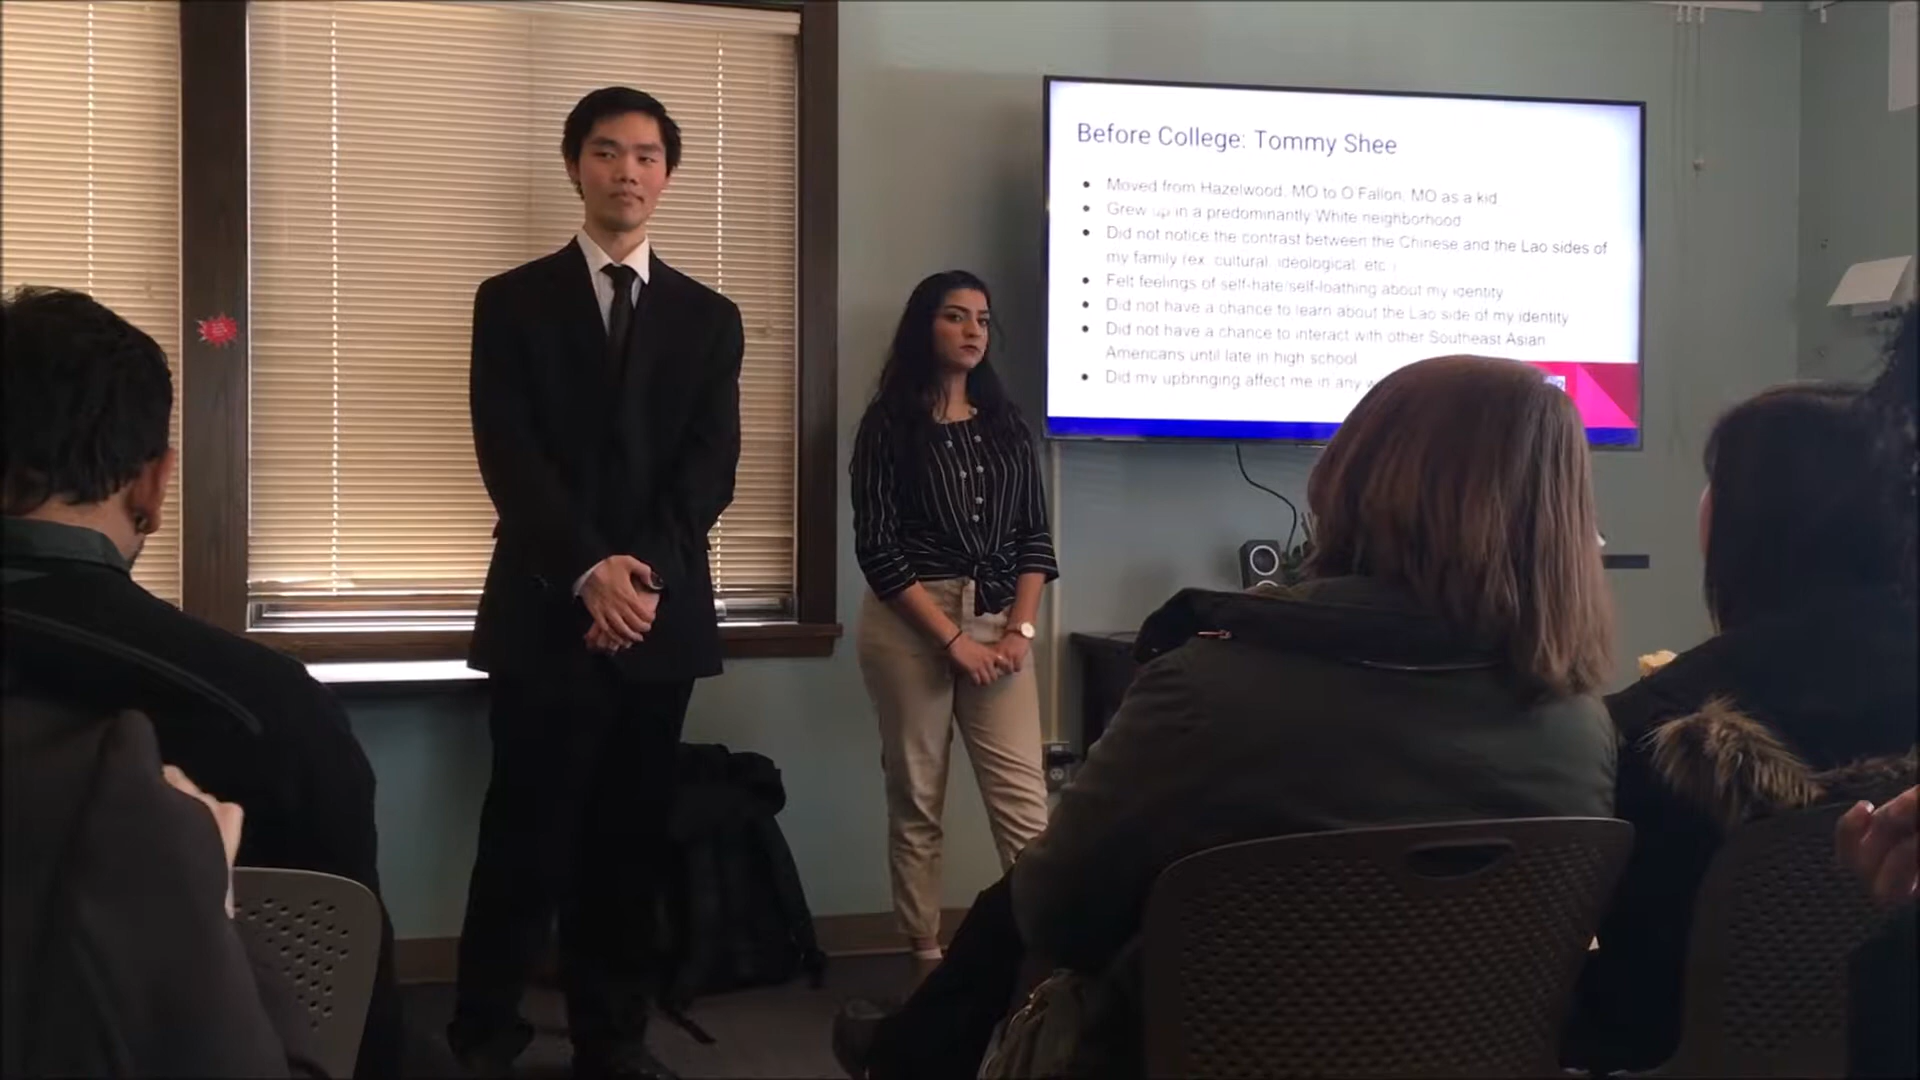 Before College: Tommy Shee
• Moved from Hazelwood, MO to O Fallon, MO as a kid
• Grew up in a predominantly White neighborhood
• Did not notice the contrast between the Chinese and the Lao sides of
my family (ex. cultural, ideological, etc.)
• Felt feelings of self-hate/self-loathing about my identity
• Did not have a chance to learn about the Lao side of my identity
• Did not have a chance to interact with other Southeast Asian
Americans until late in high school
• Did my upbringing affect me in any